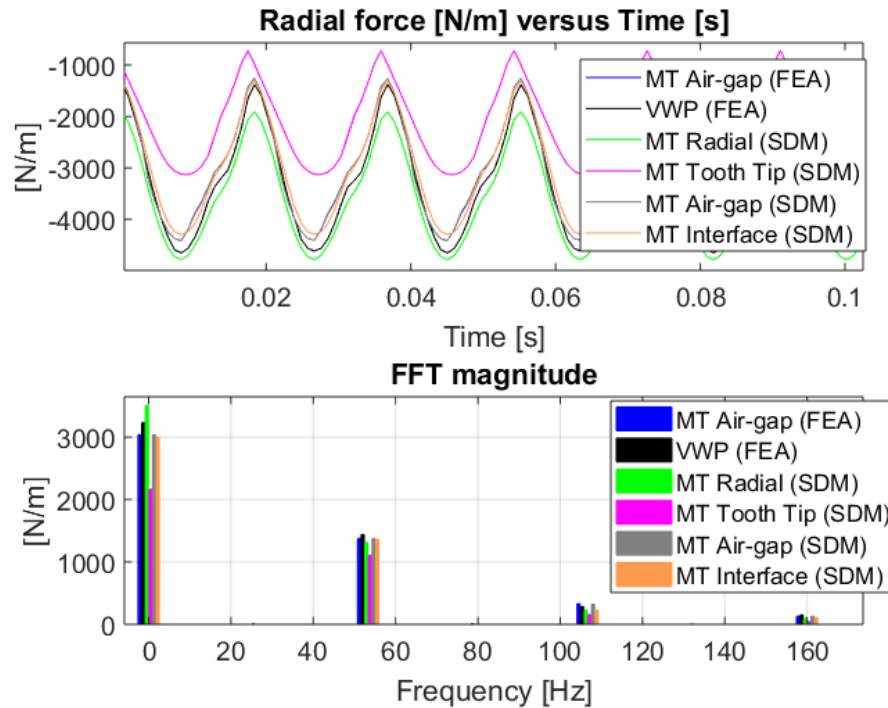 Radial force [N/m] versus Time [s]
[N/m]
-1000
-2000
-3000
-4000
MT Air-gap (FEA)
VWP (FEA)
MT Radial (SDM)
MT Tooth Tip (SDM)
MT Air-gap (SDM)
MT Interface (SDM)
0.02 0.04 0.06 0.08 0.1
Time [s]
FFT magnitude
[N/m]
3000
2000
1000
0
MT Air-gap (FEA)
VWP (FEA)
MT Radial (SDM)
MT Tooth Tip (SDM)
MT Air-gap (SDM)
MT Interface (SDM)
0 20 40 60 80 100 120 140 160
Frequency [Hz]